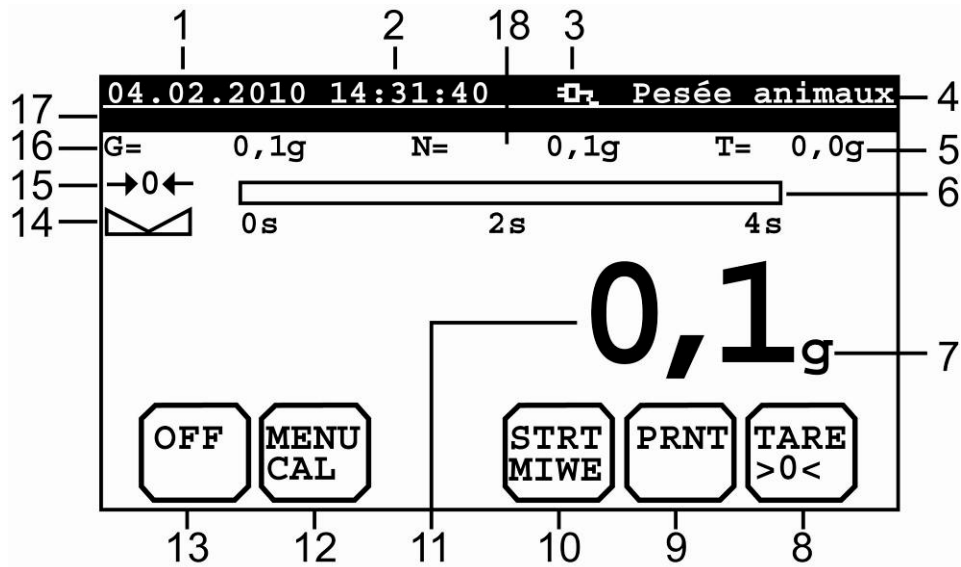 1 2 18 3
04.02.2010 14:31:40 Pesée animaux 4
17
16 G= 0,1g N= 0,1g T= 0,0g 5
15 →0← 6
14 0s 2s 4s
0,1g 7
OFF MENU STRT PRNT TARE
CAL MIWE >0<
13 12 11 10 9 8